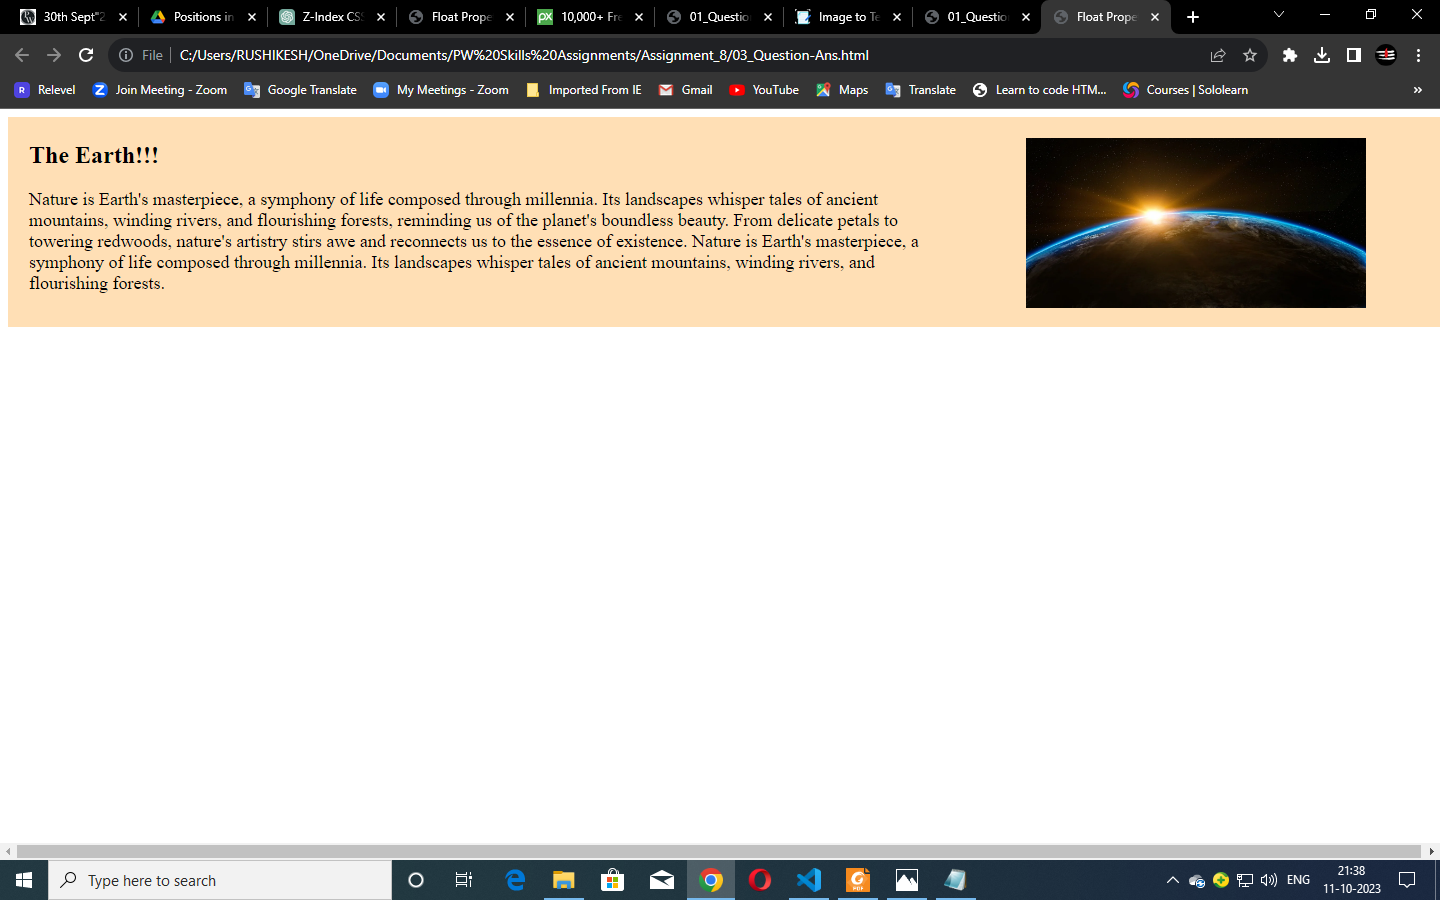 30th Sept"2
Positions in
Z-Index CSS
Float Prope
10,000+ Fre
01_Question
Image to Te
01_Question
Float Prope
File
C:/Users/RUSHIKESH/OneDrive/Documents/PW%20Skills%20Assignments/Assignment_8/03_Question-Ans.html
Relevel
Join Meeting - Zoom
Google Translate
My Meetings - Zoom
Imported From IE
Gmail
YouTube
Maps
Translate
Learn to code HTM...
Courses | Sololearn
»
The Earth!!!
Nature is Earth's masterpiece, a symphony of life composed through millennia. Its landscapes whisper tales of ancient
mountains, winding rivers, and flourishing forests, reminding us of the planet's boundless beauty. From delicate petals to
towering redwoods, nature's artistry stirs awe and reconnects us to the essence of existence. Nature is Earth's masterpiece, a
symphony of life composed through millennia. Its landscapes whisper tales of ancient mountains, winding rivers, and
flourishing forests.
Type here to search
ENG
21:38
11-10-2023